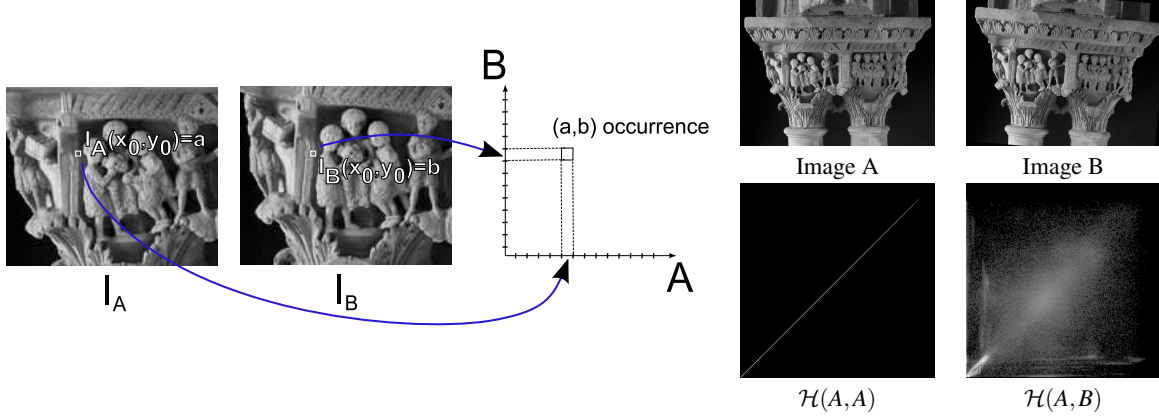 I_A(x_0,y_0)=a
I_B(x_0,y_0)=b
I_A
I_B
B
(a,b) occurrence
A
Image A
Image B
ℋ(A,A)
ℋ(A,B)